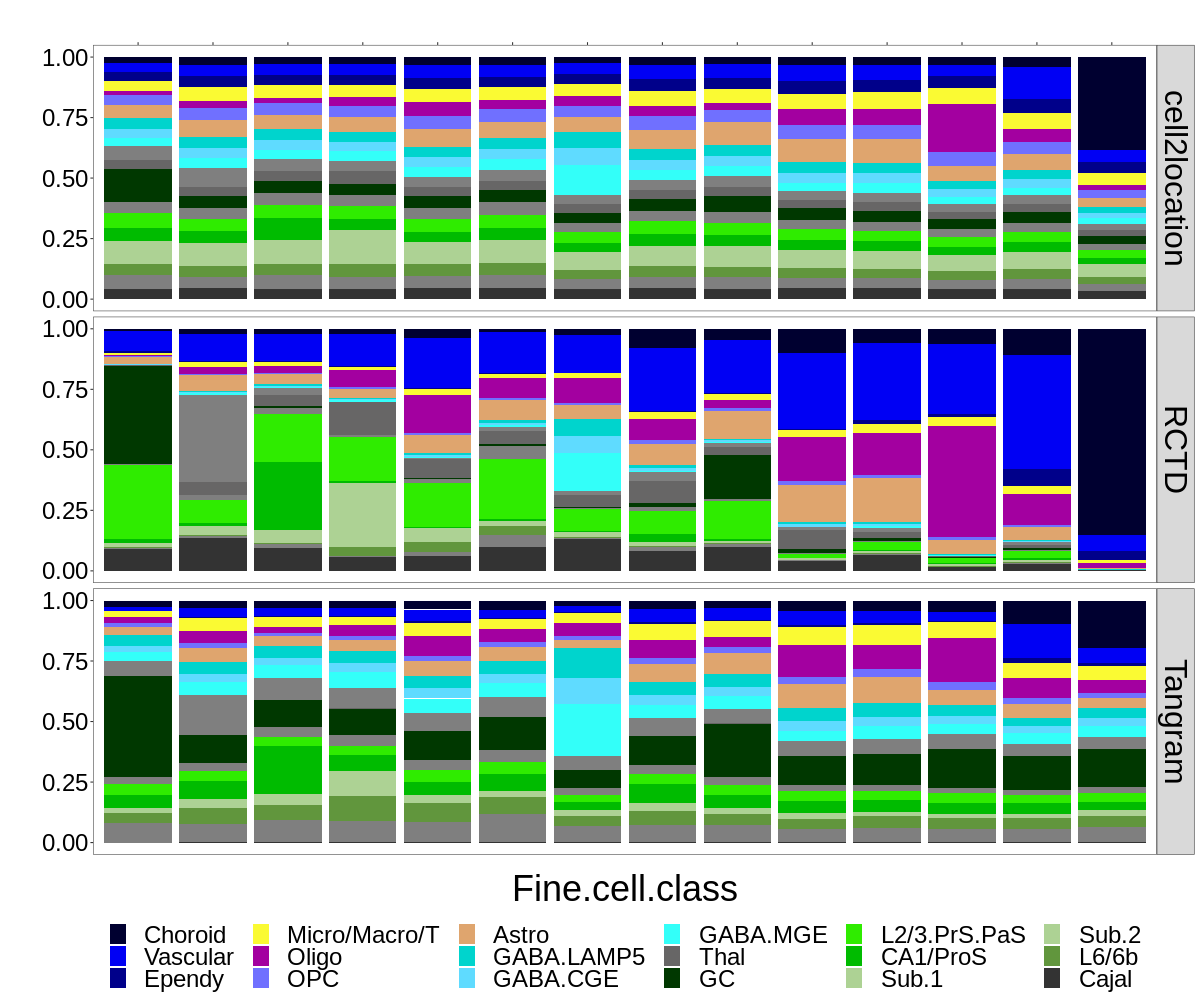 1.00
0.75
0.50
0.25
0.00
cell2location
1.00
0.75
0.50
0.25
0.00
RCTD
1.00
0.75
0.50
0.25
0.00
Tangram
Fine.cell.class
Choroid Micro/Macro/T Astro GABA.MGE L2/3.PrS.PaS Sub.2
Vascular Oligo GABA.LAMP5 Thal CA1/ProS L6/6b
Ependy OPC GABA.CGE GC Sub.1 Cajal